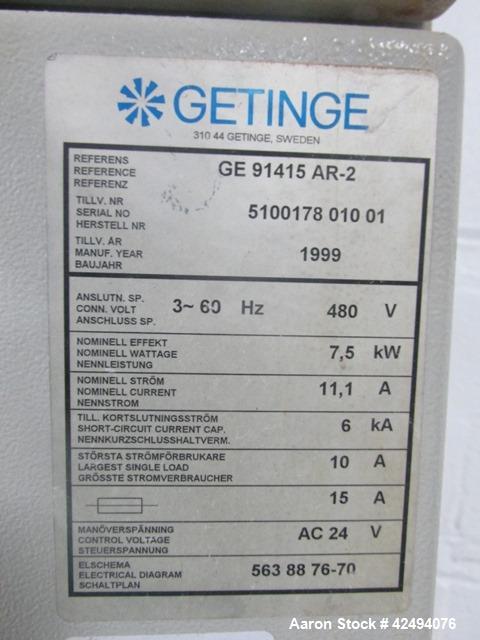 GETINGE
310 44 GETINGE, SWEDEN
REFERENS
REFERENCE
REFERENZ
GE 91415 AR-2
TILLV. NR
SERIAL NO
HERSTELL NR
5100178 010 01
TILLV. ÅR
MANUF. YEAR
BAUJAHR
1999
ANSLUTN. SP.
CONN. VOLT
ANSCHLUSS SP.
3~ 60 Hz 480 V
NOMINELL EFFEKT
NOMINELL WATTAGE
NENNLEISTUNG
7,5 kW
NOMINELL STRÖM
NOMINELL CURRENT
NENNSTROM
11,1 A
TILL. KORTSLUTNINGSSTRÖM
SHORT-CIRCUIT CURRENT CAP.
NENNKURZSCHLUSSHALTVERM.
6 kA
STÖRSTA STRÖMFÖRBRUKARE
LARGEST SINGLE LOAD
GRÖSSTE STROMVERBRAUCHER
10 A
15 A
MANÖVERSPÄNNING
CONTROL VOLTAGE
STEUERSPANNUNG
AC 24 V
ELSCHEMA
ELECTRICAL DIAGRAM
SCHALTPLAN
563 88 76-70
Aaron Stock # 42494076